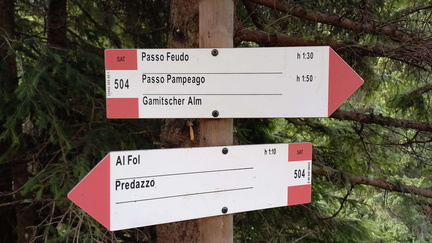 SAT
504
Passo Feudo h 1:30
Passo Pampeago h 1:50
Gamitscher Alm
Al Fol h 1:10
Predazzo
SAT
504